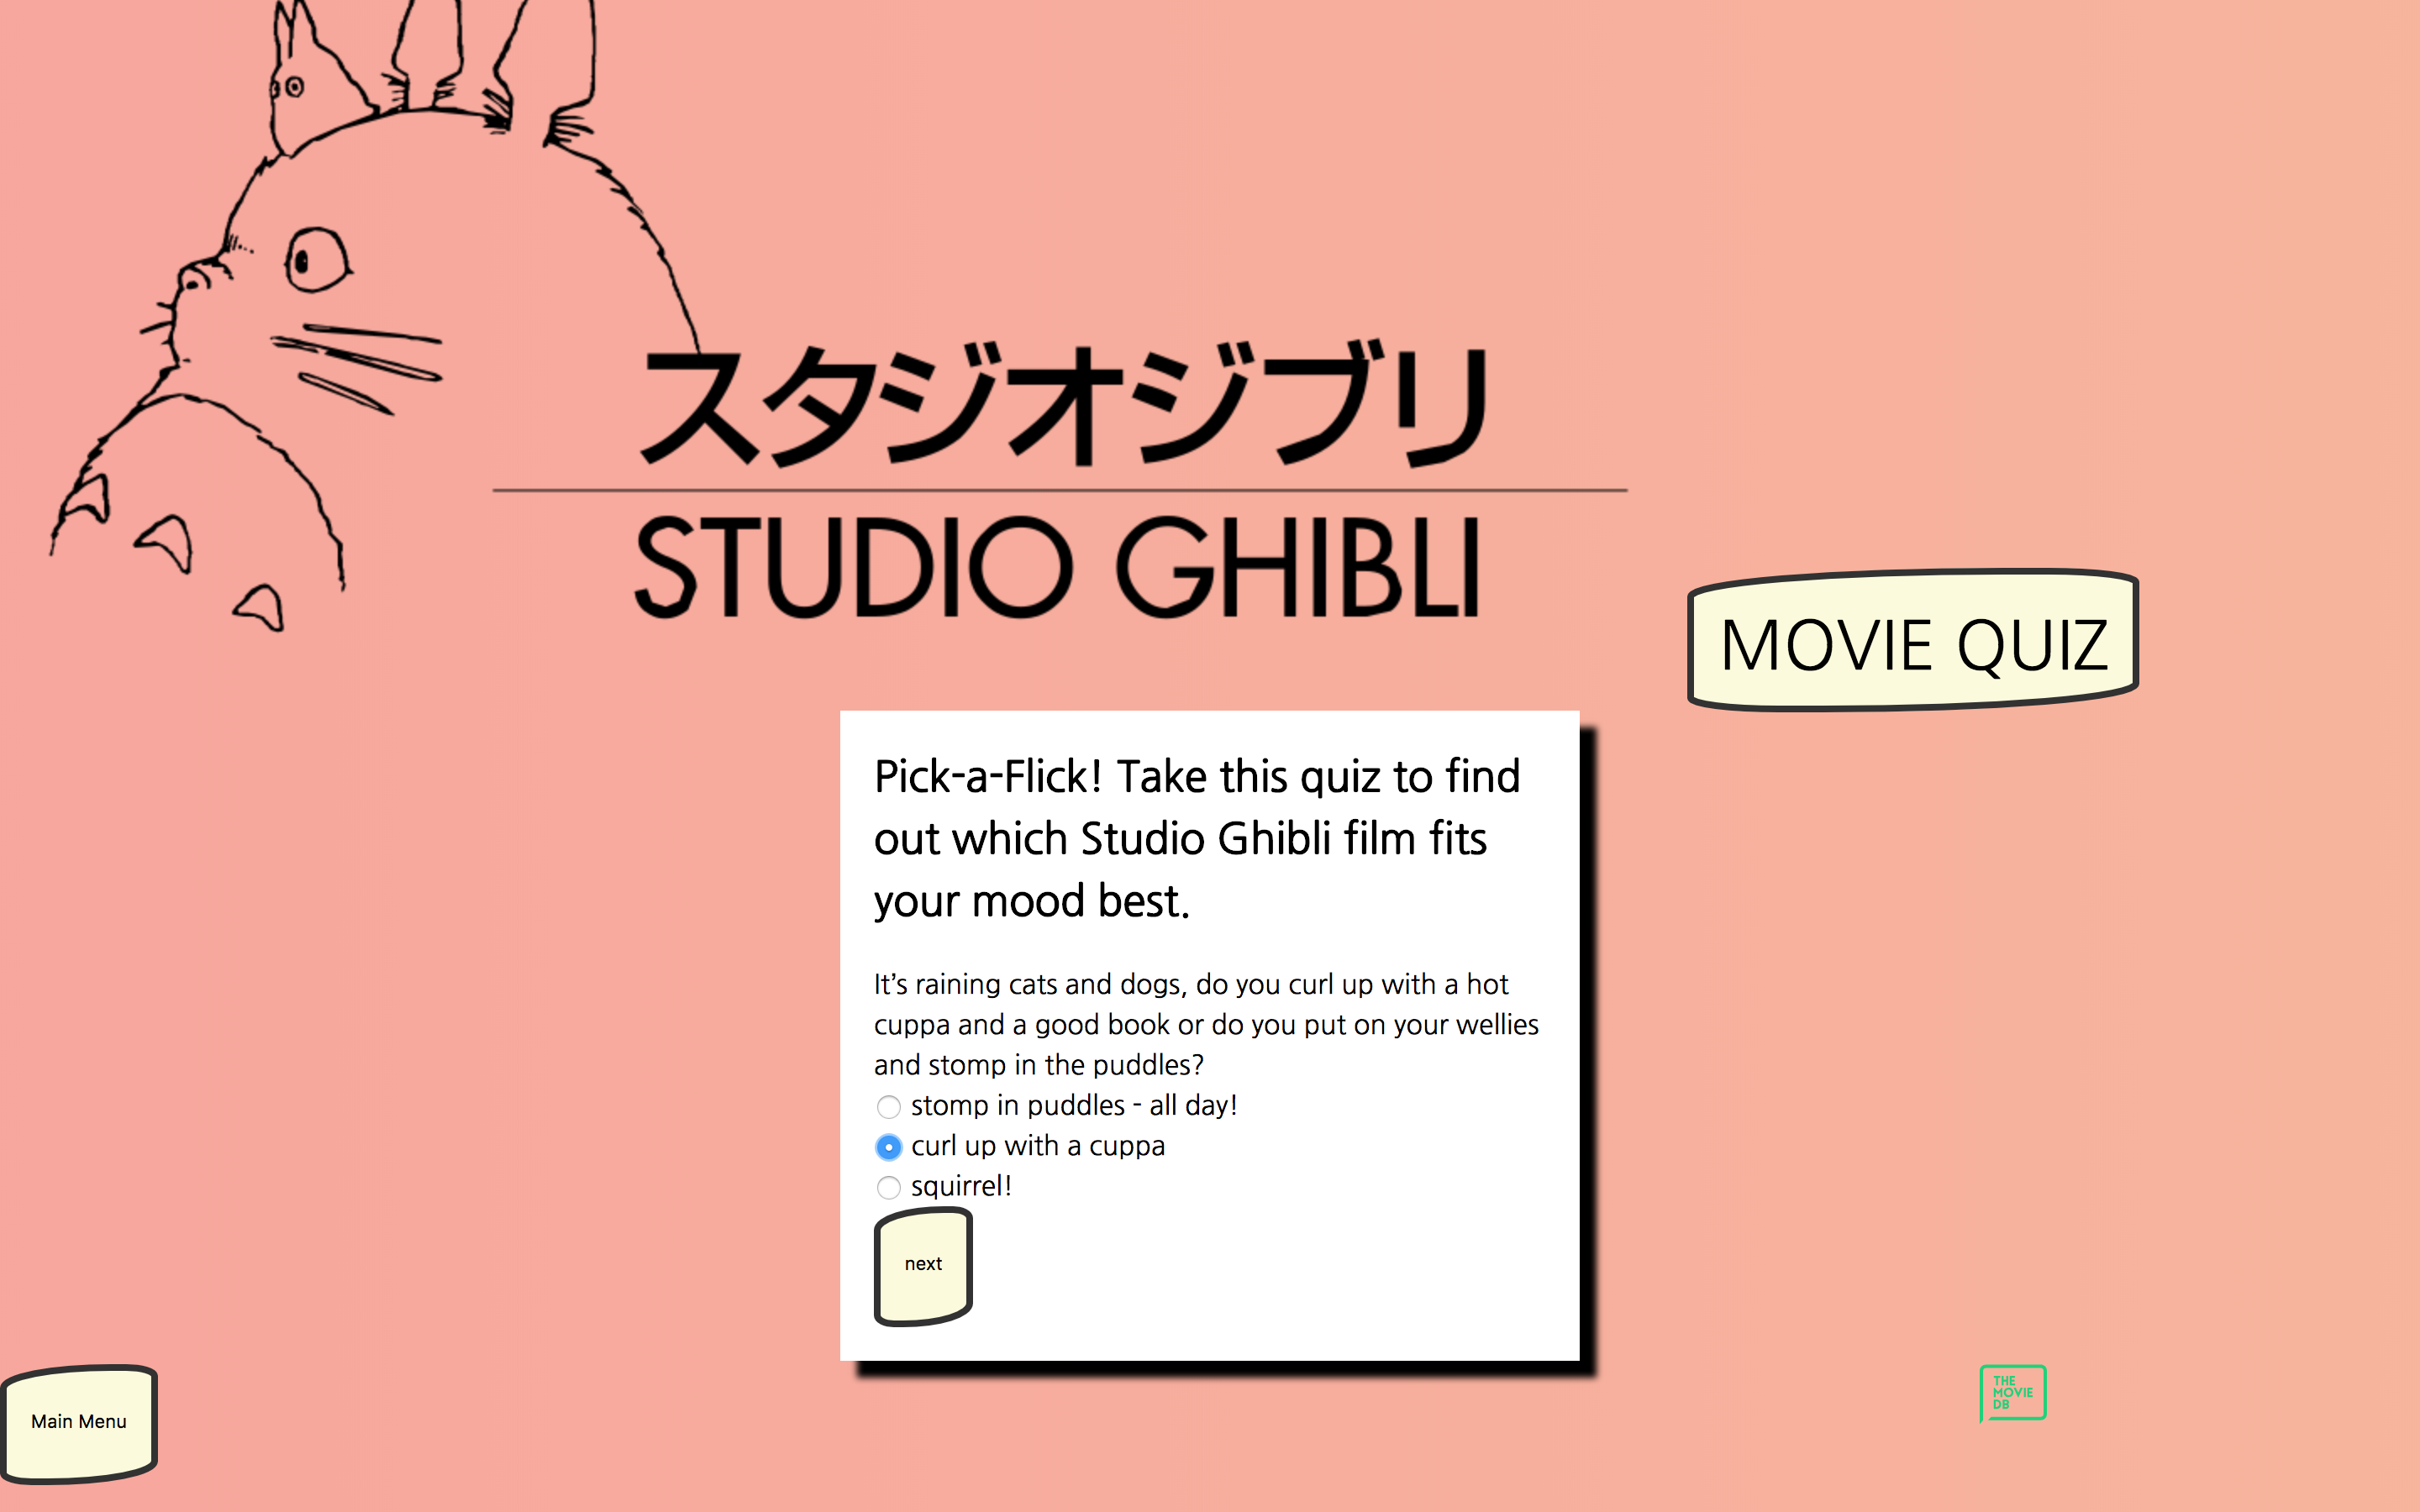 スタジオジブリ
STUDIO GHIBLI
MOVIE QUIZ
Pick-a-Flick! Take this quiz to find
out which Studio Ghibli film fits
your mood best.
It’s raining cats and dogs, do you curl up with a hot
cuppa and a good book or do you put on your wellies
and stomp in the puddles?
stomp in puddles - all day!
curl up with a cuppa
squirrel!
next
Main Menu
THE
MOVIE
DB